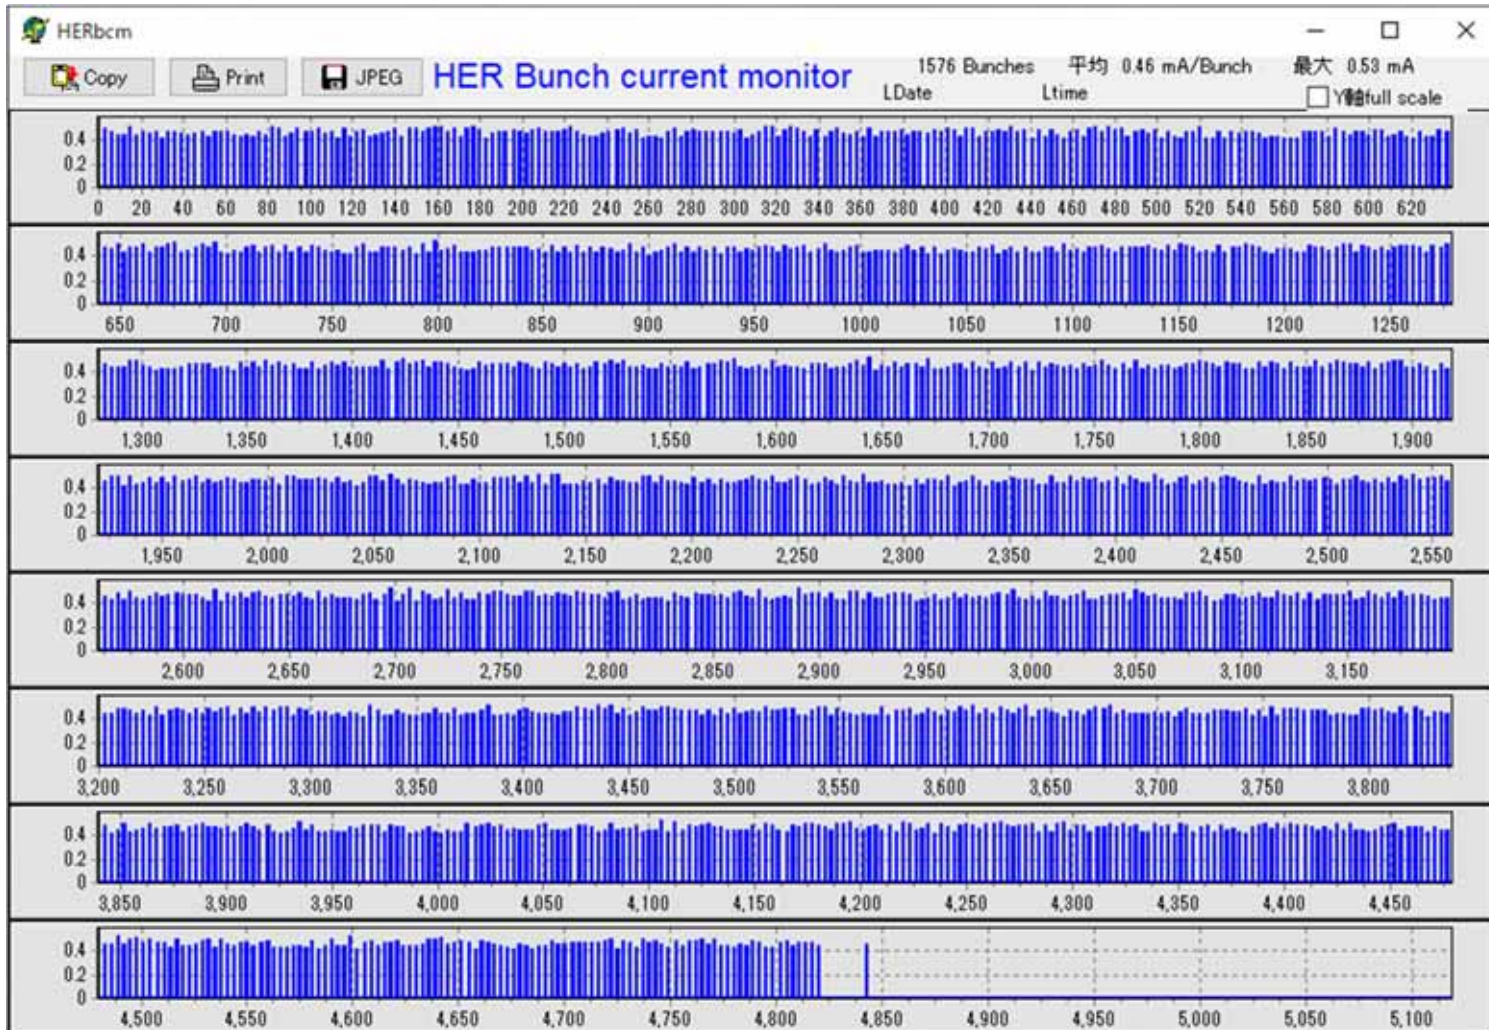 HERbcm
Copy Print JPEG HER Bunch current monitor 1576 Bunches 平均 0.46 mA/Bunch 最大 0.53 mA
LDate Ltime Y軸full scale
0.4
0.2
0
0 20 40 60 80 100 120 140 160 180 200 220 240 260 280 300 320 340 360 380 400 420 440 460 480 500 520 540 560 580 600 620
0.4
0.2
0
650 700 750 800 850 900 950 1000 1050 1100 1150 1200 1250
0.4
0.2
0
1,300 1,350 1,400 1,450 1,500 1,550 1,600 1,650 1,700 1,750 1,800 1,850 1,900
0.4
0.2
0
1,950 2,000 2,050 2,100 2,150 2,200 2,250 2,300 2,350 2,400 2,450 2,500 2,550
0.4
0.2
0
2,600 2,650 2,700 2,750 2,800 2,850 2,900 2,950 3,000 3,050 3,100 3,150
0.4
0.2
0
3,200 3,250 3,300 3,350 3,400 3,450 3,500 3,550 3,600 3,650 3,700 3,750 3,800
0.4
0.2
0
3,850 3,900 3,950 4,000 4,050 4,100 4,150 4,200 4,250 4,300 4,350 4,400 4,450
0.4
0.2
0
4,500 4,550 4,600 4,650 4,700 4,750 4,800 4,850 4,900 4,950 5,000 5,050 5,100